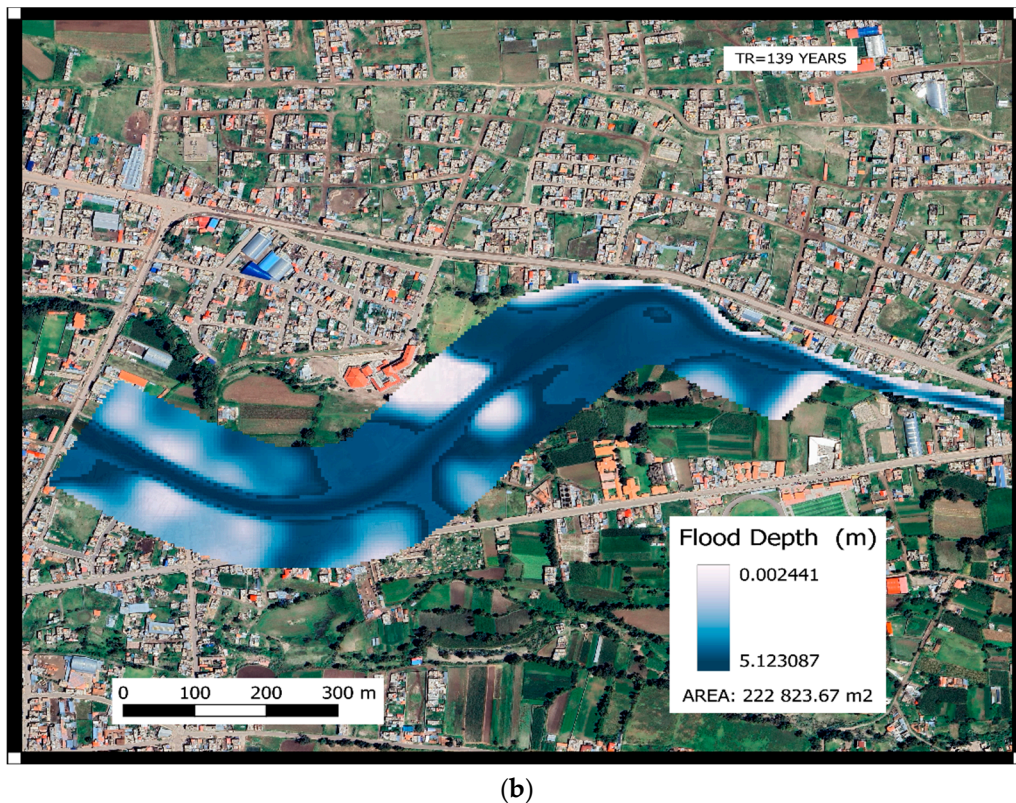 TR=139 YEARS
Flood Depth (m)
0.002441
5.123087
AREA: 222 823.67 m2
0 100 200 300 m
(b)